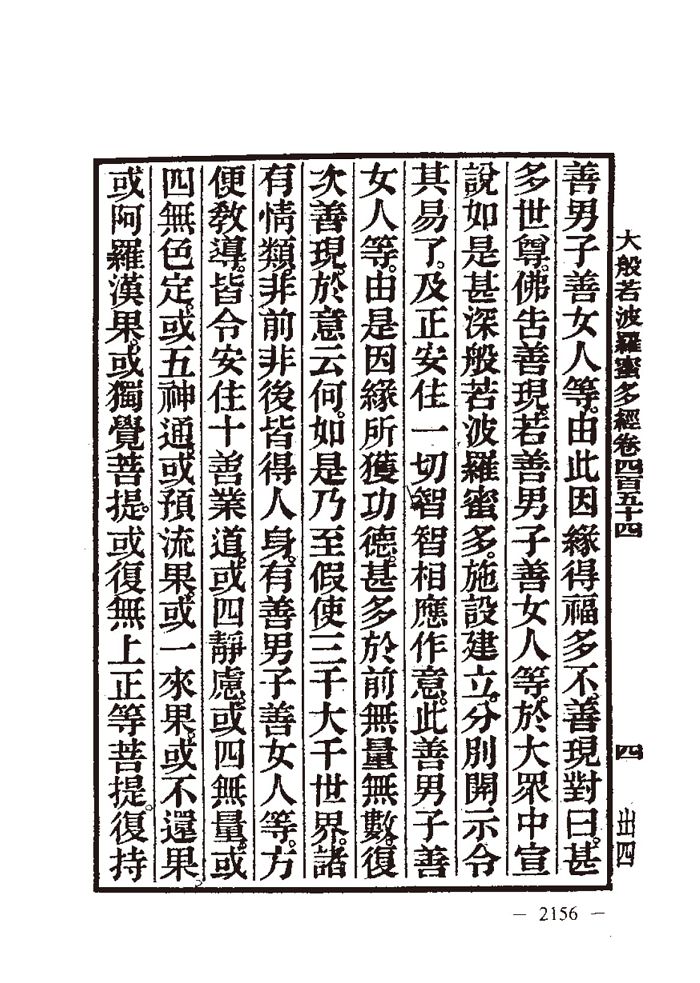 大般若波羅蜜多經卷四百五十四 四 出四
善男子善女人等。由此因緣得福多不。善現對曰。甚
多世尊。佛告善現。若善男子善女人等。於大眾中宣
說如是甚深般若波羅蜜多。施設建立。分別開示令
其易了。及正安住一切智智相應作意。此善男子善
女人等。由是因緣所獲功德。甚多於前無量無數。復
次善現。於意云何。如是乃至假使三千大千世界。諸
有情類。非前非後皆得人身。有善男子善女人等。方
便教導。皆令安住十善業道。或四靜慮。或四無量。或
四無色定。或五神通。或預流果。或一來果。或不還果。
或阿羅漢果。或獨覺菩提。或復無上正等菩提。復持
— 2156 —